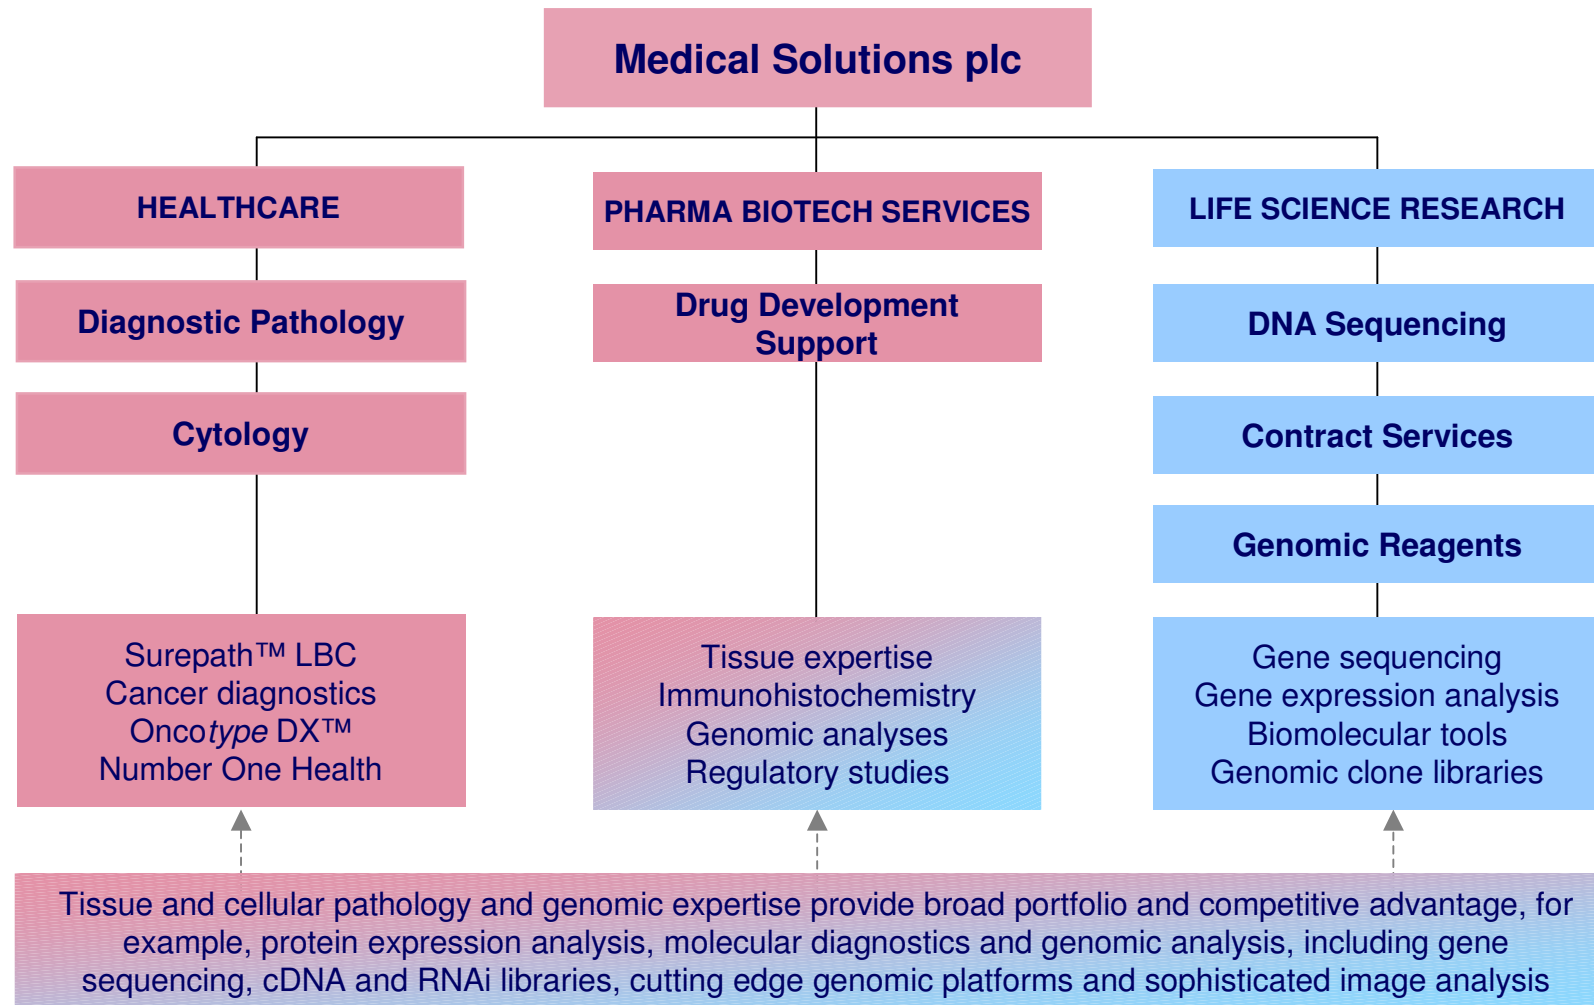 Medical Solutions plc
HEALTHCARE
Diagnostic Pathology
Cytology
Surepath™ LBC
Cancer diagnostics
Oncotype DX™
Number One Health
PHARMA BIOTECH SERVICES
Drug Development
Support
Tissue expertise
Immunohistochemistry
Genomic analyses
Regulatory studies
LIFE SCIENCE RESEARCH
DNA Sequencing
Contract Services
Genomic Reagents
Gene sequencing
Gene expression analysis
Biomolecular tools
Genomic clone libraries
Tissue and cellular pathology and genomic expertise provide broad portfolio and competitive advantage, for
example, protein expression analysis, molecular diagnostics and genomic analysis, including gene
sequencing, cDNA and RNAi libraries, cutting edge genomic platforms and sophisticated image analysis